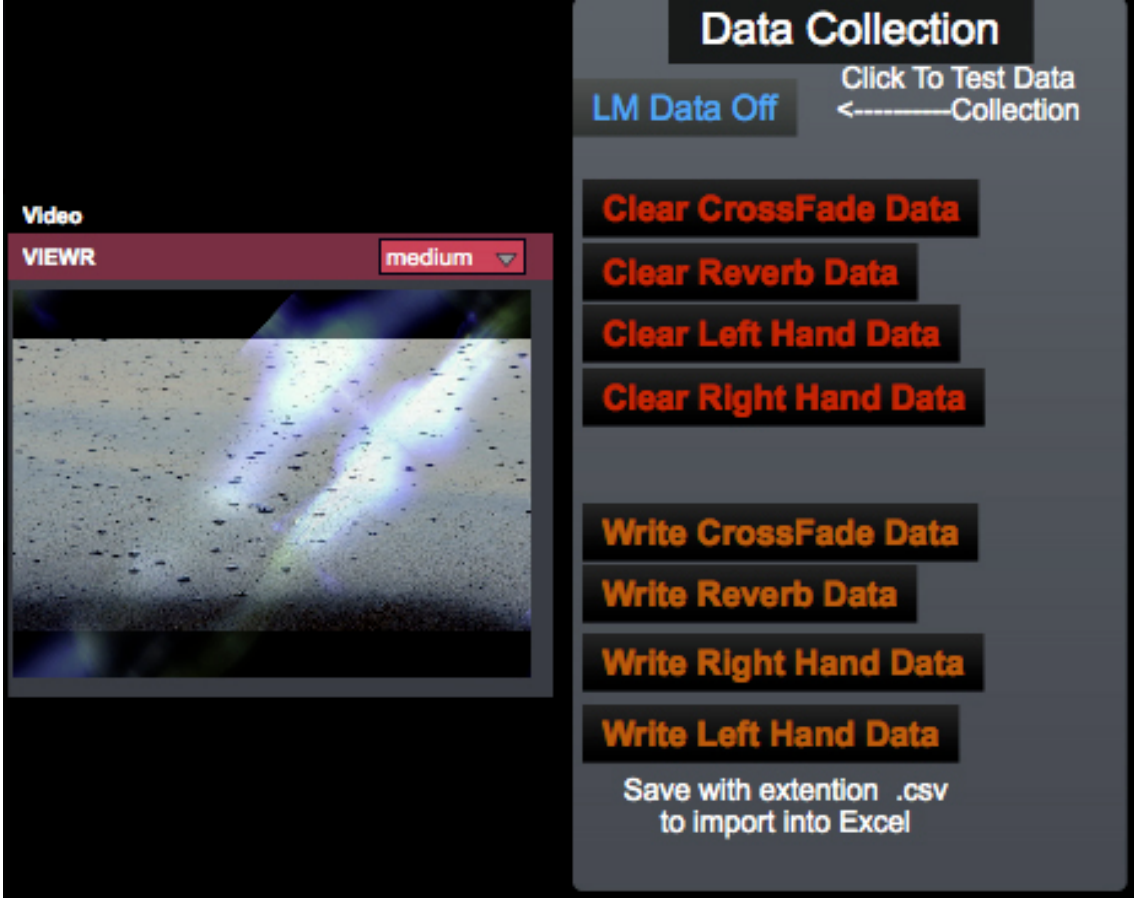 Data Collection
Click To Test Data
LM Data Off
<----------Collection
Video
VIEWR
medium
Clear CrossFade Data
Clear Reverb Data
Clear Left Hand Data
Clear Right Hand Data
Write CrossFade Data
Write Reverb Data
Write Right Hand Data
Write Left Hand Data
Save with extention .csv
to import into Excel